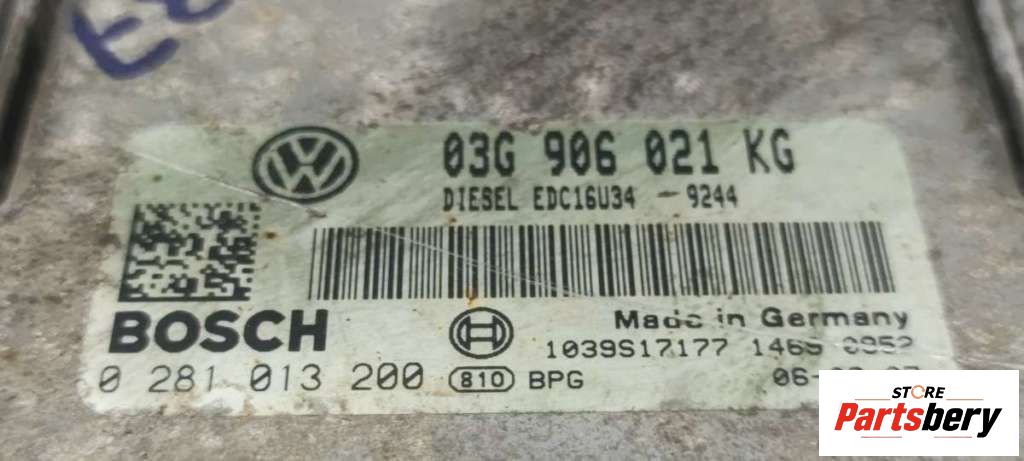 03G 906 021 KG
DIESEL EDC16U34 - 9244
BOSCH
Made in Germany
1039S17177
0 281 013 200 810 BPG
STORE
Partsbery